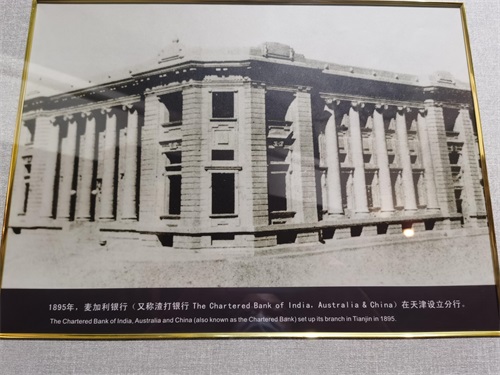 1895年，麦加利银行（又称渣打银行 The Chartered Bank of India，Australia & China）在天津设立分行。
The Chartered Bank of India, Australia and China (also known as the Chartered Bank) set up its branch in Tianjin in 1895.